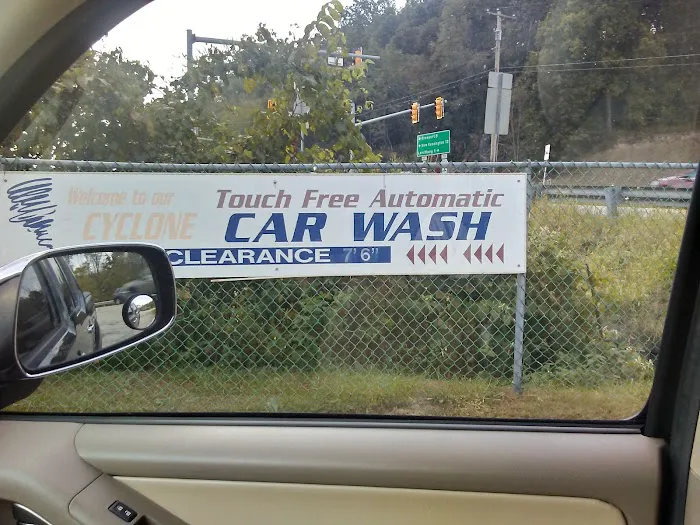 Welcome to our
CYCLONE
Touch Free Automatic
CAR WASH
CLEARANCE 7' 6"